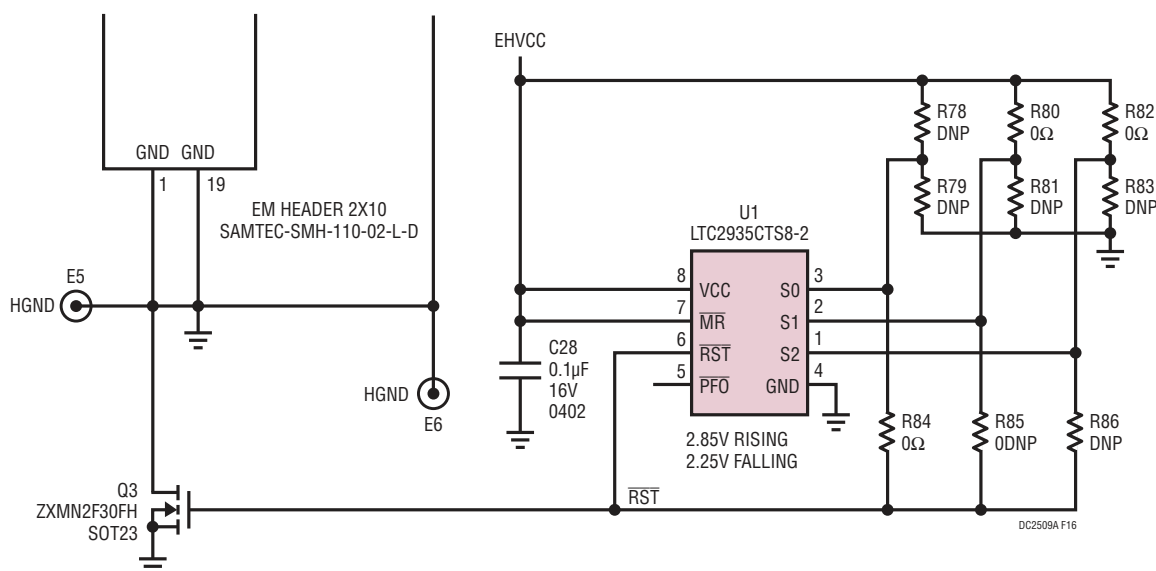 GND GND
1
19
EM HEADER 2X10
SAMTEC-SMH-110-02-L-D
E5
HGND
HGND
E6
Q3
ZXMN2F30FH
SOT23
EHVCC
R78
DNP
R80
0Ω
R82
0Ω
R79
DNP
R81
DNP
R83
DNP
U1
LTC2935CTS8-2
8
VCC
S0
3
7
MR
S1
2
6
RST
S2
1
5
PFO
GND
4
C28
0.1µF
16V
0402
2.85V RISING
2.25V FALLING
R84
0Ω
R85
0DNP
R86
DNP
RST
DC2509A F16